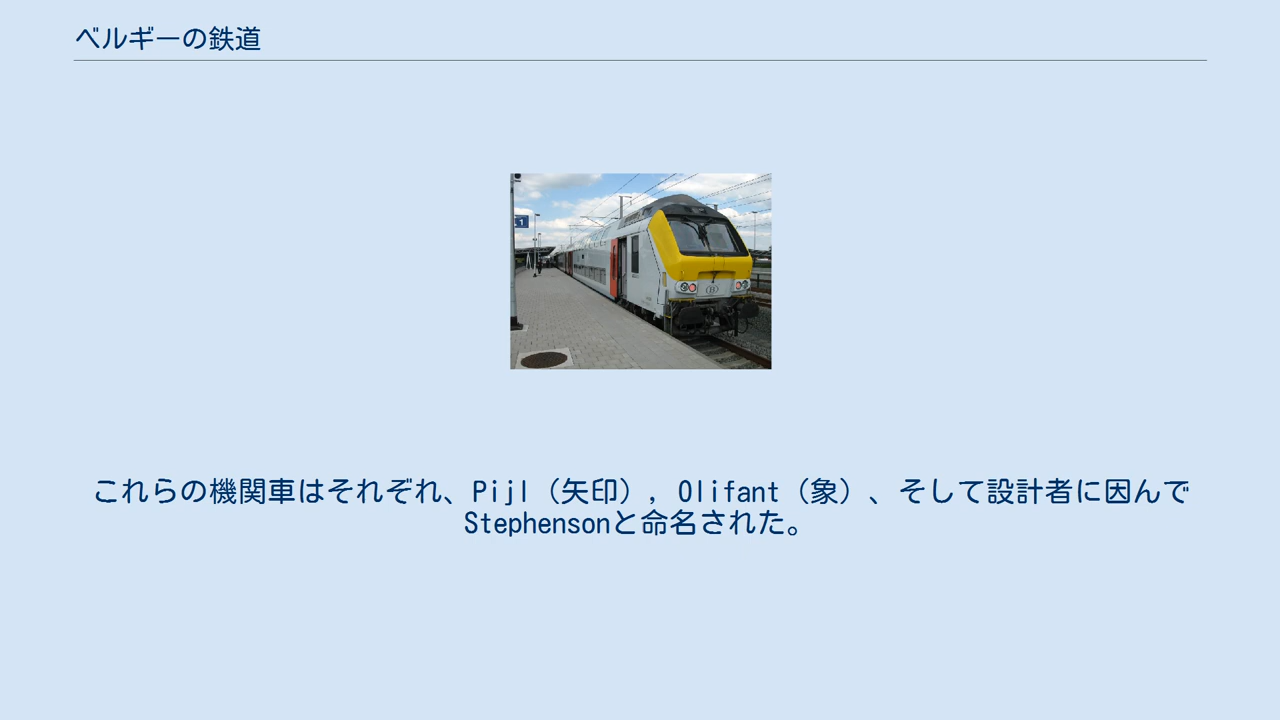 ベルギーの鉄道
1
これらの機関車はそれぞれ、Pijl（矢印）, Olifant（象）、そして設計者に因んで
Stephensonと命名された。